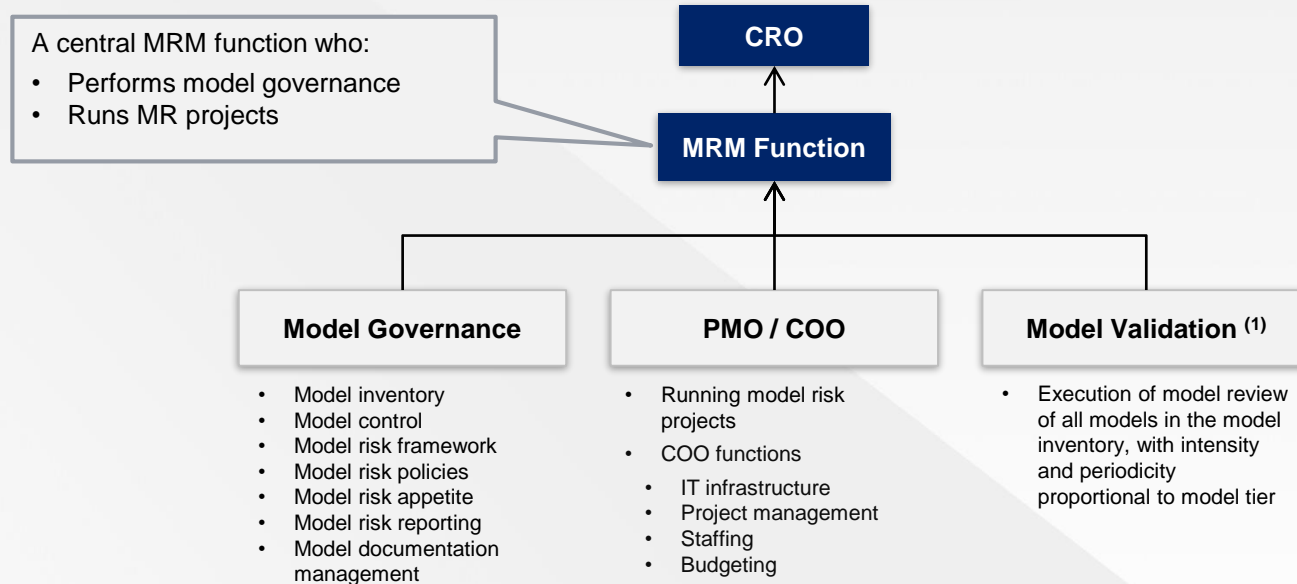 A central MRM function who:
• Performs model governance
• Runs MR projects
CRO
MRM Function
Model Governance
• Model inventory
• Model control
• Model risk framework
• Model risk policies
• Model risk appetite
• Model risk reporting
• Model documentation
management
PMO / COO
• Running model risk
projects
• COO functions
• IT infrastructure
• Project management
• Staffing
• Budgeting
Model Validation (1)
• Execution of model review
of all models in the model
inventory, with intensity
and periodicity
proportional to model tier